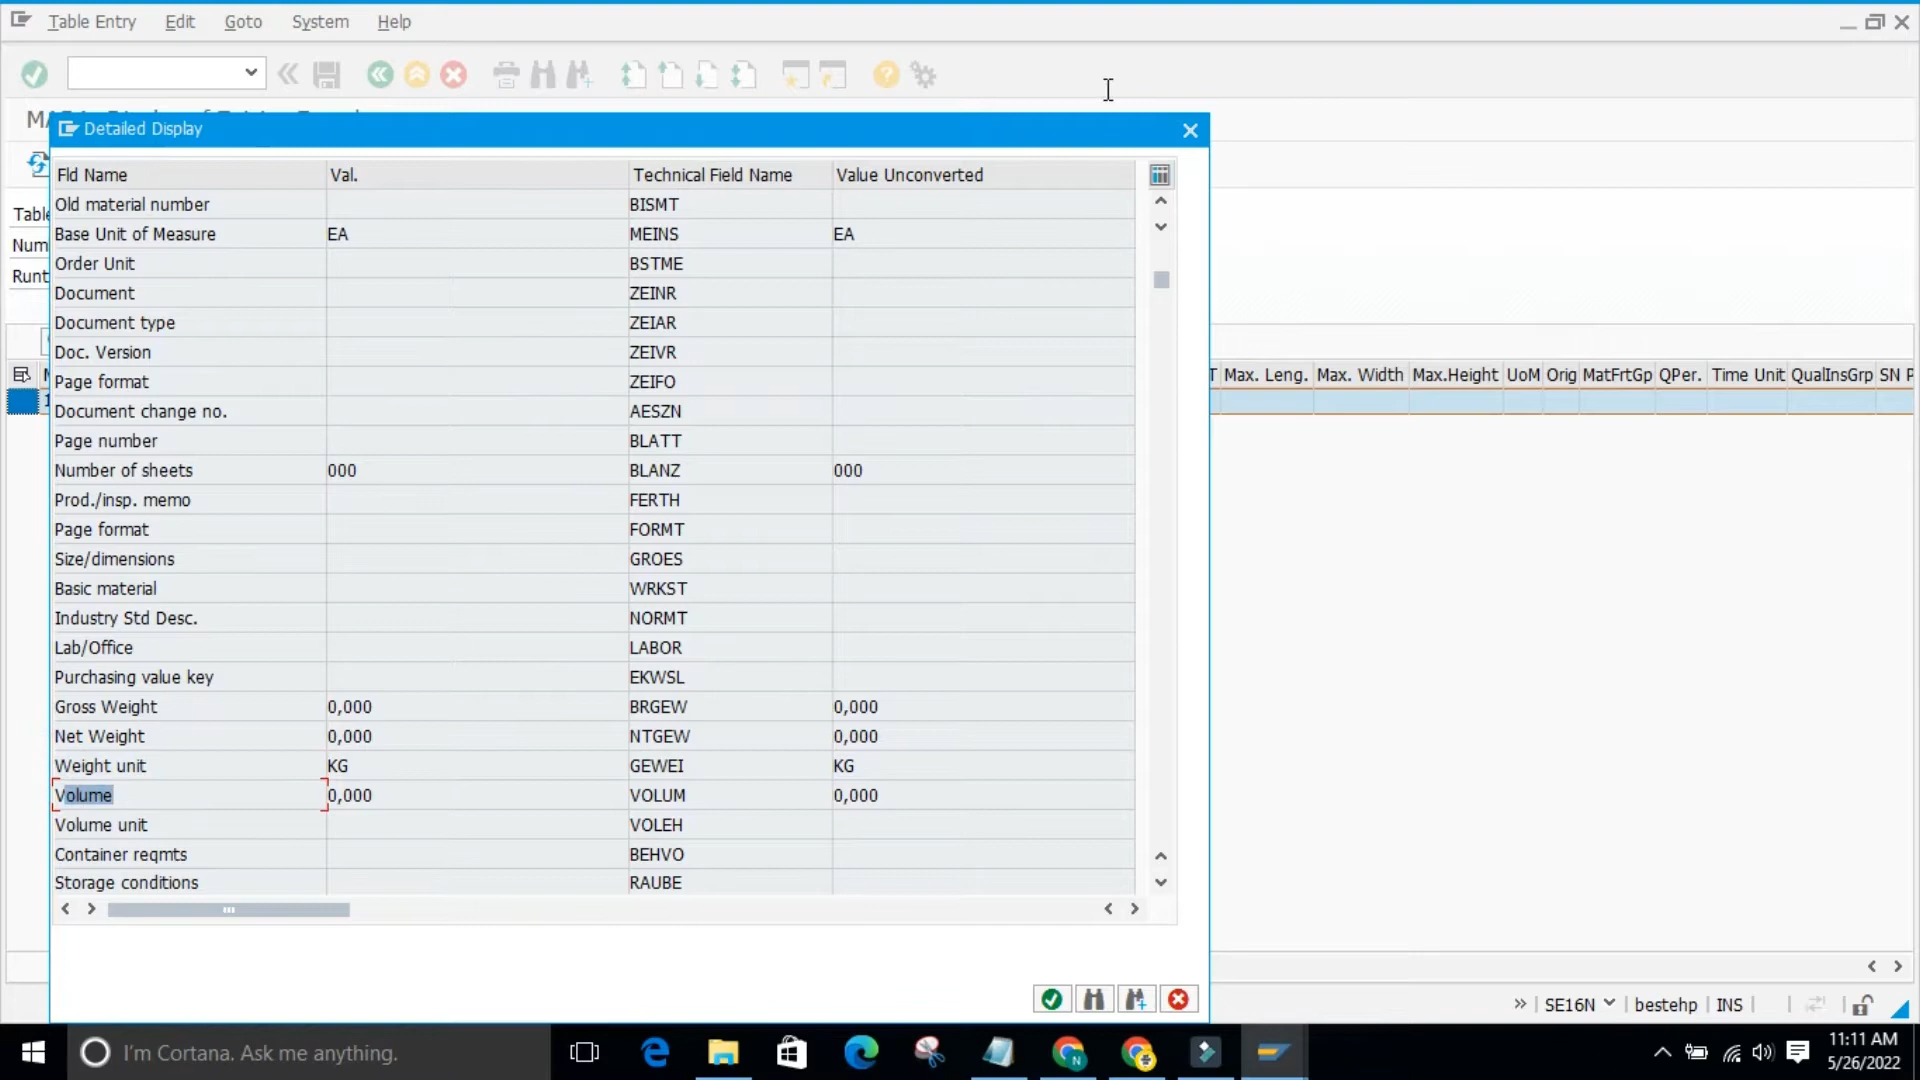 Table Entry Edit Goto System Help
Detailed Display
Fld Name Val. Technical Field Name Value Unconverted
Old material number BISMT
Base Unit of Measure EA MEINS EA
Order Unit BSTME
Document ZEINR
Document type ZEIAR
Doc. Version ZEIVR
Page format ZEIFO
Document change no. AESZN
Page number BLATT
Number of sheets 000 BLANZ 000
Prod./insp. memo FERTH
Page format FORMT
Size/dimensions GROES
Basic material WRKST
Industry Std Desc. NORMT
Lab/Office LABOR
Purchasing value key EKWSL
Gross Weight 0,000 BRGEW 0,000
Net Weight 0,000 NTGEW 0,000
Weight unit KG GEWEI KG
Volume 0,000 VOLUM 0,000
Volume unit VOLEH
Container reqmts BEHVO
Storage conditions RAUBE
Max. Leng. Max. Width Max.Height UoM Orig MatFrtGp QPer. Time Unit QualInsGrp SN P
SE16N bestehp INS
I'm Cortana. Ask me anything.
11:11 AM
5/26/2022